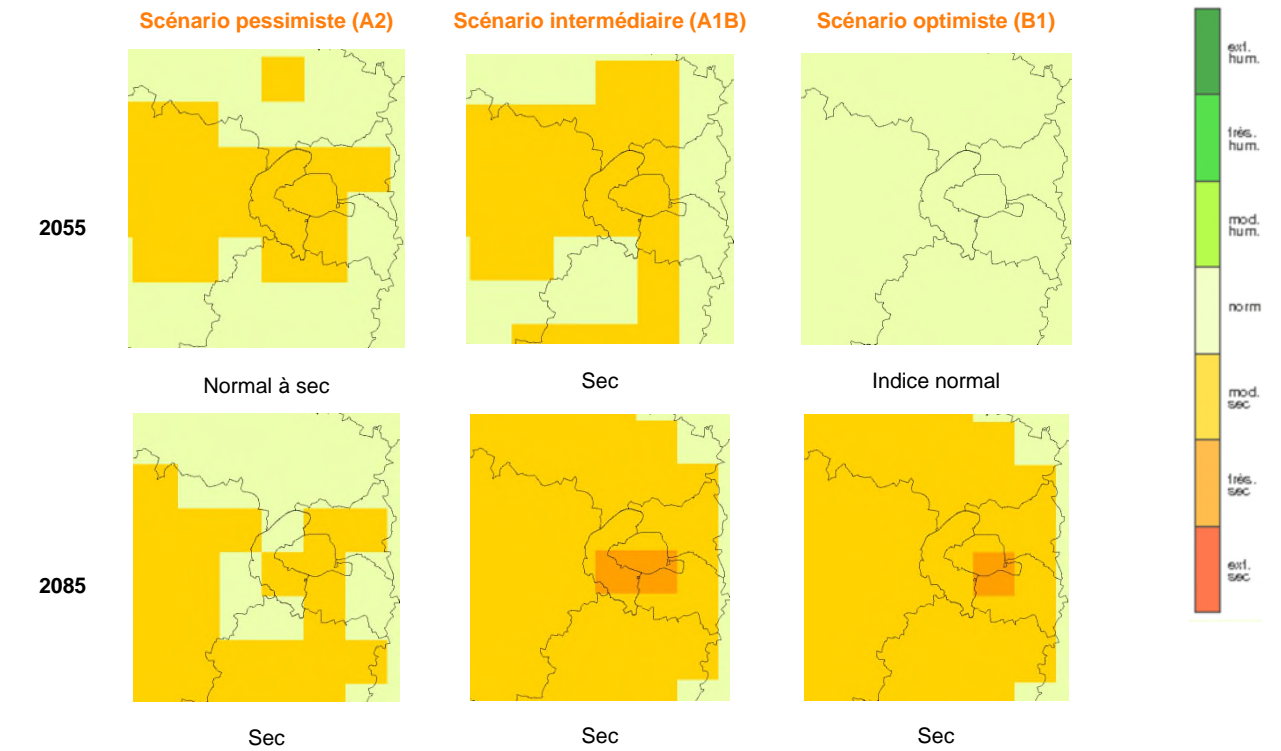 Scénario pessimiste (A2)
Scénario intermédiaire (A1B)
Scénario optimiste (B1)
ext.
hum.
très.
hum.
mod.
hum.
norm
mod.
sec
très.
sec
ext.
sec
2055
Normal à sec
Sec
Indice normal
2085
Sec
Sec
Sec